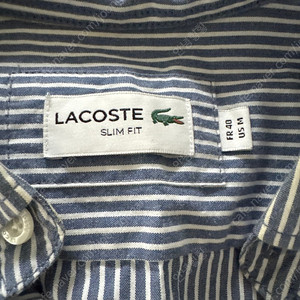 LACOSTE
SLIM FIT
FR 40
US M